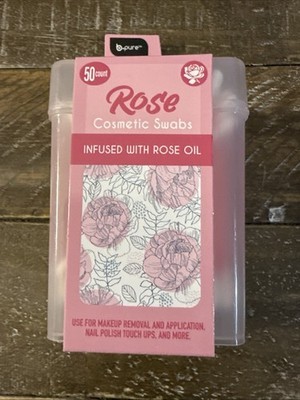 b-pure™
50 count
Rose
Cosmetic Swabs
INFUSED WITH ROSE OIL
USE FOR MAKEUP REMOVAL AND APPLICATION,
NAIL POLISH TOUCH UPS, AND MORE.